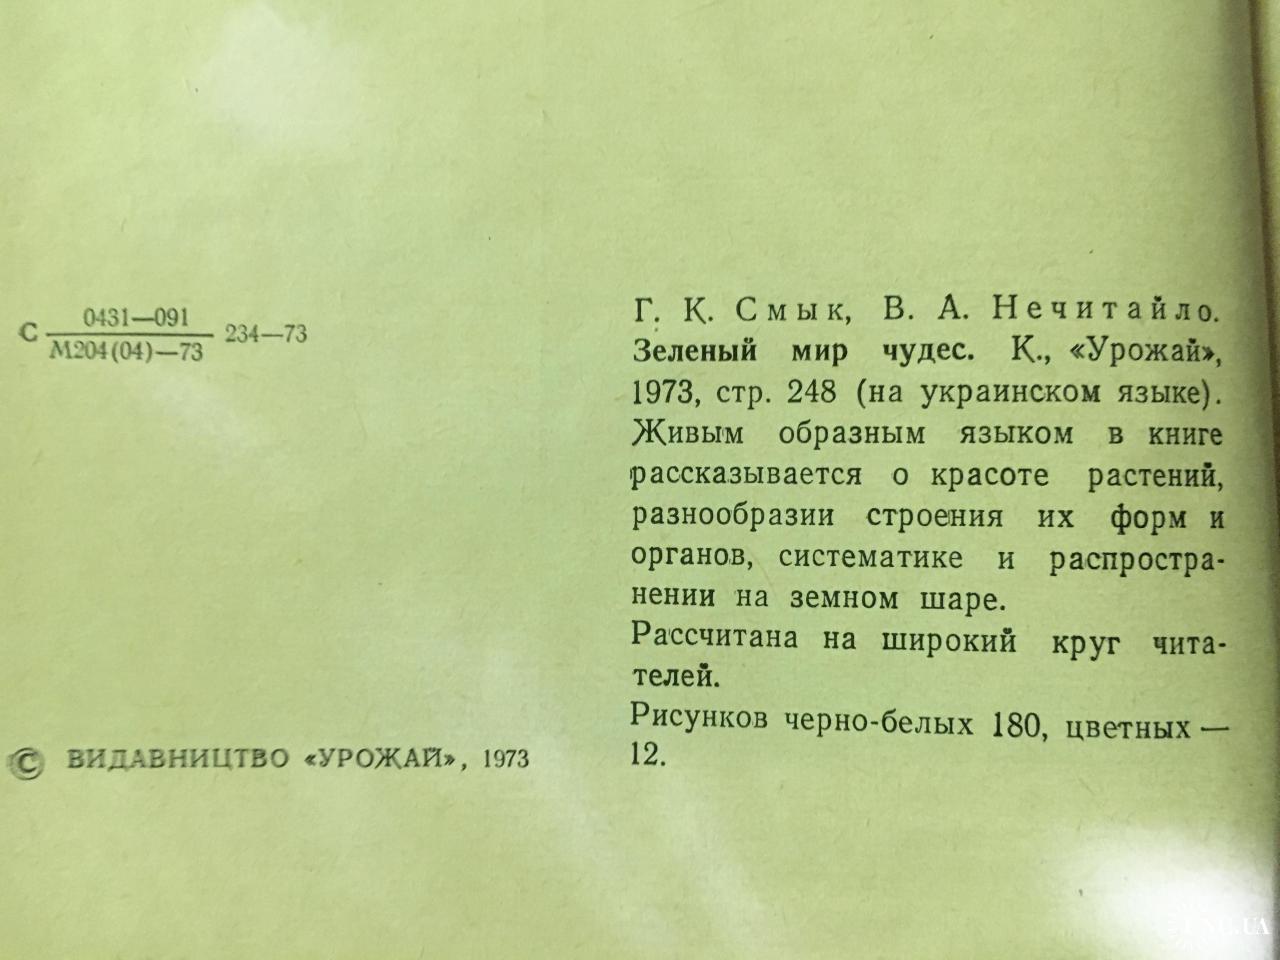 С 0431—091
М204(04)—73 234—73
© ВИДАВНИЦТВО «УРОЖАЙ», 1973
Г. К. Смык, В. А. Нечитайло.
Зеленый мир чудес. К., «Урожай»,
1973, стр. 248 (на украинском языке).
Живым образным языком в книге
рассказывается о красоте растений,
разнообразии строения их форм и
органов, систематике и распростра-
нении на земном шаре.
Рассчитана на широкий круг чита-
телей.
Рисунков черно-белых 180, цветных —
12.